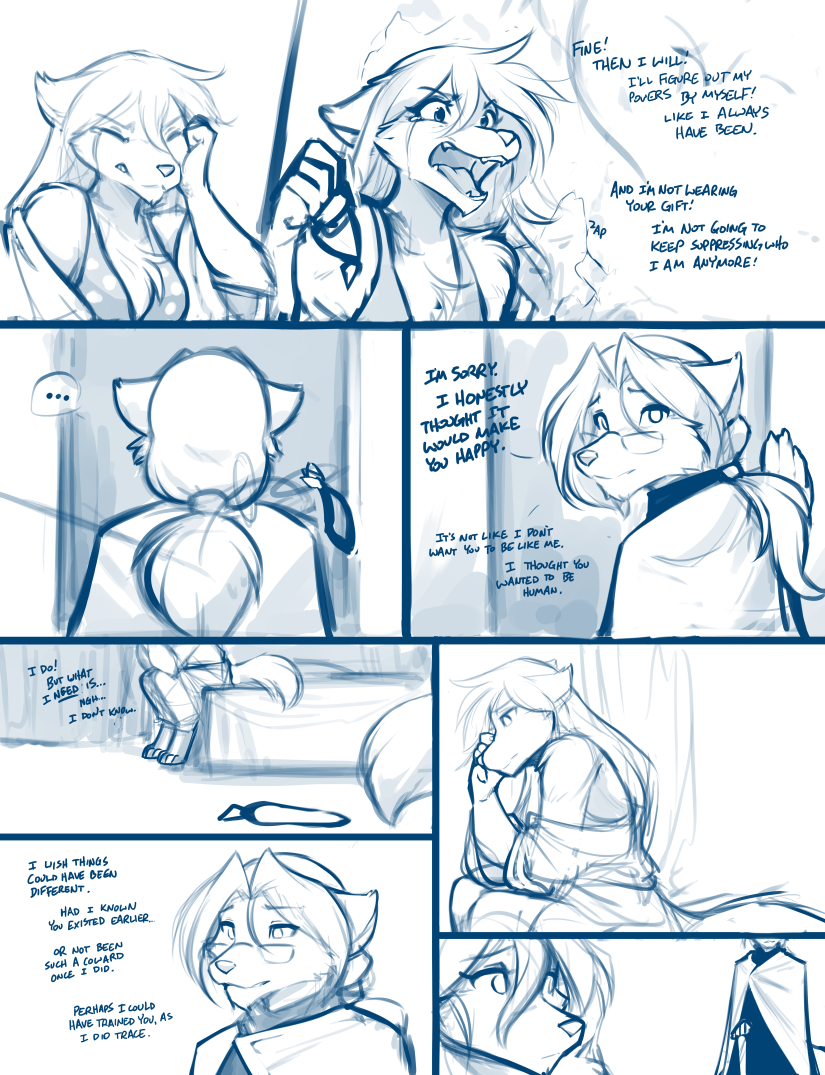 FINE!
THEN I WILL!
I'LL FIGURE OUT MY
POWERS BY MYSELF!
LIKE I ALWAYS
HAVE BEEN.
AND I'M NOT WEARING
YOUR GIFT!
ZAP
I'M NOT GOING TO
KEEP SUPPRESSING WHO
I AM ANYMORE!
...
I'M SORRY.
I HONESTLY
THOUGHT IT
WOULD MAKE
YOU HAPPY.
IT'S NOT LIKE I DON'T
WANT YOU TO BE LIKE ME.
I THOUGHT YOU
WANTED TO BE
HUMAN.
I DO!
BUT WHAT
I NEED IS...
NGH...
I DON'T KNOW.
I WISH THINGS
COULD HAVE BEEN
DIFFERENT.
HAD I KNOWN
YOU EXISTED EARLIER...
OR NOT BEEN
SUCH A COWARD
ONCE I DID.
PERHAPS I COULD
HAVE TRAINED YOU, AS
I DID TRACE.